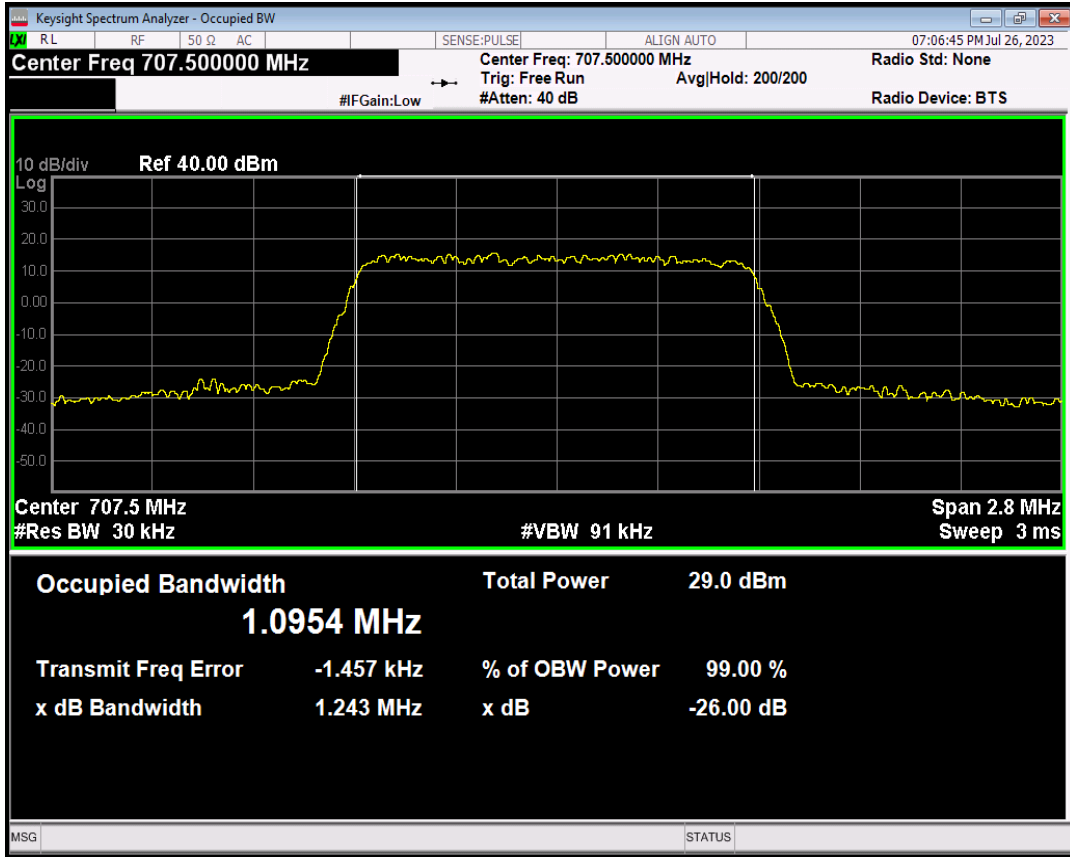 Keysight Spectrum Analyzer - Occupied BW
LXI RL RF 50 Ω AC SENSE:PULSE ALIGN AUTO 07:06:45 PM Jul 26, 2023
Center Freq 707.500000 MHz Center Freq: 707.500000 MHz Radio Std: None
Trig: Free Run Avg|Hold: 200/200
#IFGain:Low #Atten: 40 dB Radio Device: BTS
10 dB/div Ref 40.00 dBm
Log
30.0
20.0
10.0
0.00
-10.0
-20.0
-30.0
-40.0
-50.0
Center 707.5 MHz Span 2.8 MHz
#Res BW 30 kHz #VBW 91 kHz Sweep 3 ms
Occupied Bandwidth Total Power 29.0 dBm
1.0954 MHz
Transmit Freq Error -1.457 kHz % of OBW Power 99.00 %
x dB Bandwidth 1.243 MHz x dB -26.00 dB
MSG STATUS